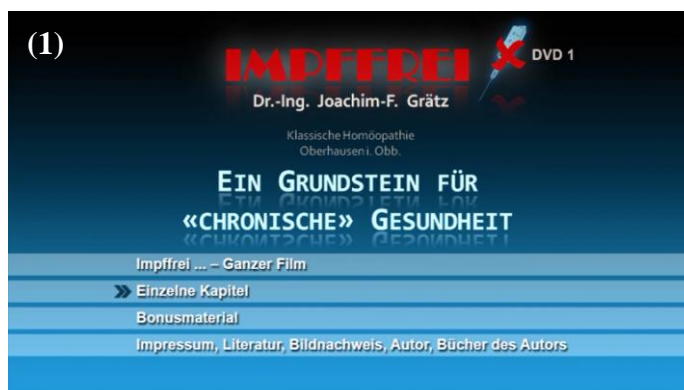 (1)
IMPFFREI
DVD 1
Dr.-Ing. Joachim-F. Grätz
Klassische Homöopathie
Oberhausen i. Obb.
EIN GRUNDSTEIN FÜR
«CHRONISCHE» GESUNDHEIT
Impffrei ... – Ganzer Film
Einzelne Kapitel
Bonusmaterial
Impressum, Literatur, Bildnachweis, Autor, Bücher des Autors